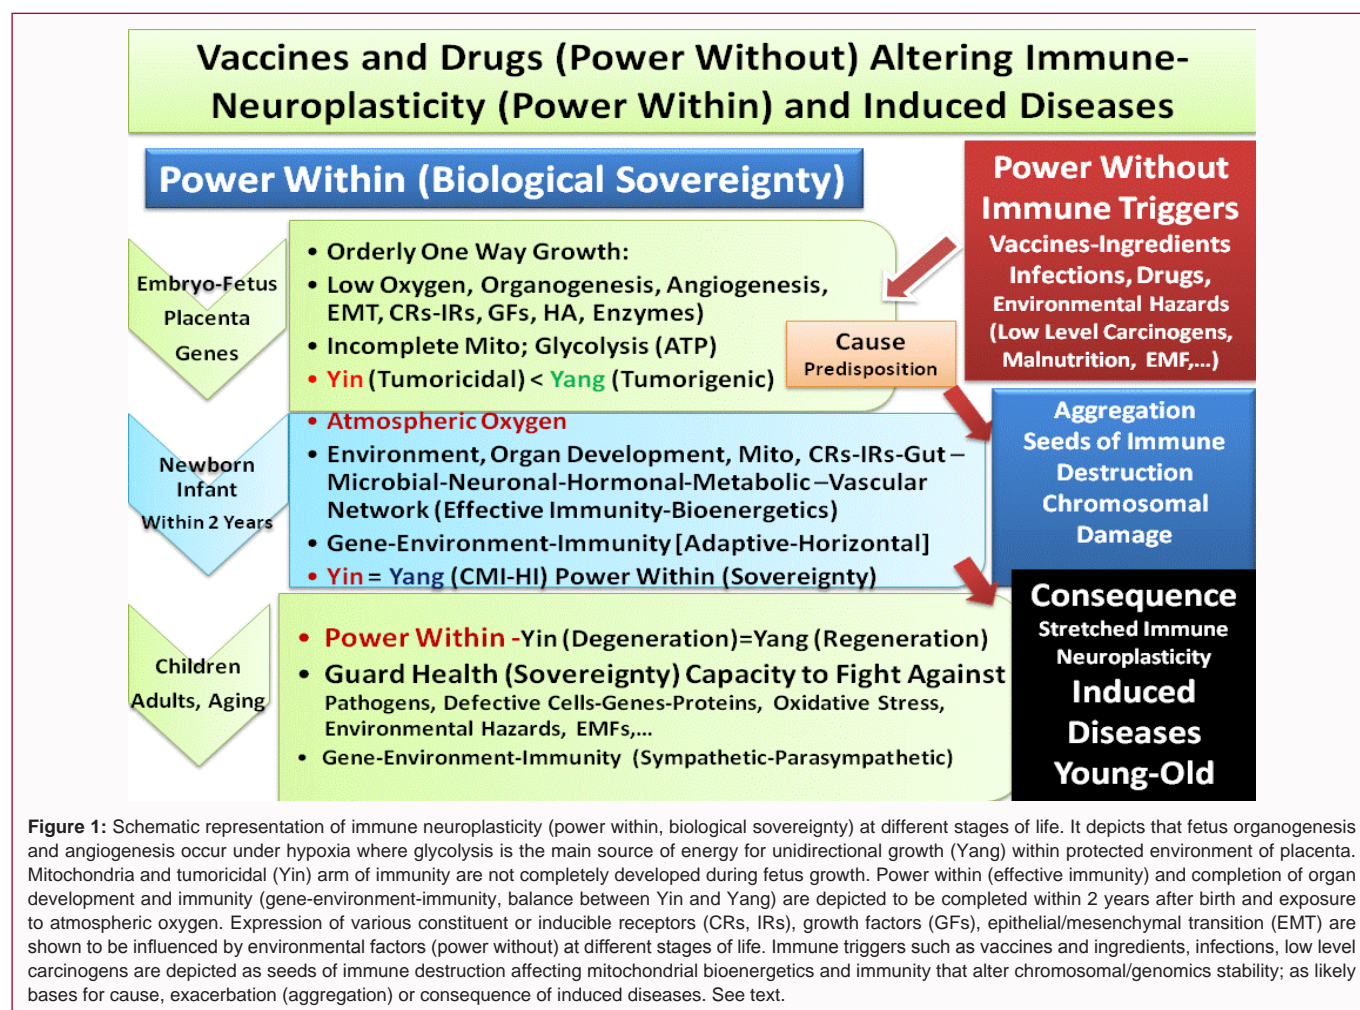 Vaccines and Drugs (Power Without) Altering Immune-
Neuroplasticity (Power Within) and Induced Diseases
Power Within (Biological Sovereignty)
Power Without
Immune Triggers
Vaccines-Ingredients
Infections, Drugs,
Environmental Hazards
(Low Level Carcinogens,
Malnutrition, EMF,...)
Embryo-Fetus
Placenta
Genes
• Orderly One Way Growth:
• Low Oxygen, Organogenesis, Angiogenesis,
EMT, CRs-IRs, GFs, HA, Enzymes)
• Incomplete Mito; Glycolysis (ATP)
• Yin (Tumoricidal) < Yang (Tumorigenic)
Cause
Predisposition
Newborn
Infant
Within 2 Years
• Atmospheric Oxygen
• Environment, Organ Development, Mito, CRs-IRs-Gut –
Microbial-Neuronal-Hormonal-Metabolic –Vascular
Network (Effective Immunity-Bioenergetics)
• Gene-Environment-Immunity [Adaptive-Horizontal]
• Yin = Yang (CMI-HI) Power Within (Sovereignty)
Aggregation
Seeds of Immune
Destruction
Chromosomal
Damage
Children
Adults, Aging
• Power Within -Yin (Degeneration)=Yang (Regeneration)
• Guard Health (Sovereignty) Capacity to Fight Against
Pathogens, Defective Cells-Genes-Proteins, Oxidative Stress,
Environmental Hazards, EMFs,...
• Gene-Environment-Immunity (Sympathetic-Parasympathetic)
Consequence
Stretched Immune
Neuroplasticity
Induced
Diseases
Young-Old
Figure 1: Schematic representation of immune neuroplasticity (power within, biological sovereignty) at different stages of life. It depicts that fetus organogenesis
and angiogenesis occur under hypoxia where glycolysis is the main source of energy for unidirectional growth (Yang) within protected environment of placenta.
Mitochondria and tumoricidal (Yin) arm of immunity are not completely developed during fetus growth. Power within (effective immunity) and completion of organ
development and immunity (gene-environment-immunity, balance between Yin and Yang) are depicted to be completed within 2 years after birth and exposure
to atmospheric oxygen. Expression of various constituent or inducible receptors (CRs, IRs), growth factors (GFs), epithelial/mesenchymal transition (EMT) are
shown to be influenced by environmental factors (power without) at different stages of life. Immune triggers such as vaccines and ingredients, infections, low level
carcinogens are depicted as seeds of immune destruction affecting mitochondrial bioenergetics and immunity that alter chromosomal/genomics stability; as likely
bases for cause, exacerbation (aggregation) or consequence of induced diseases. See text.